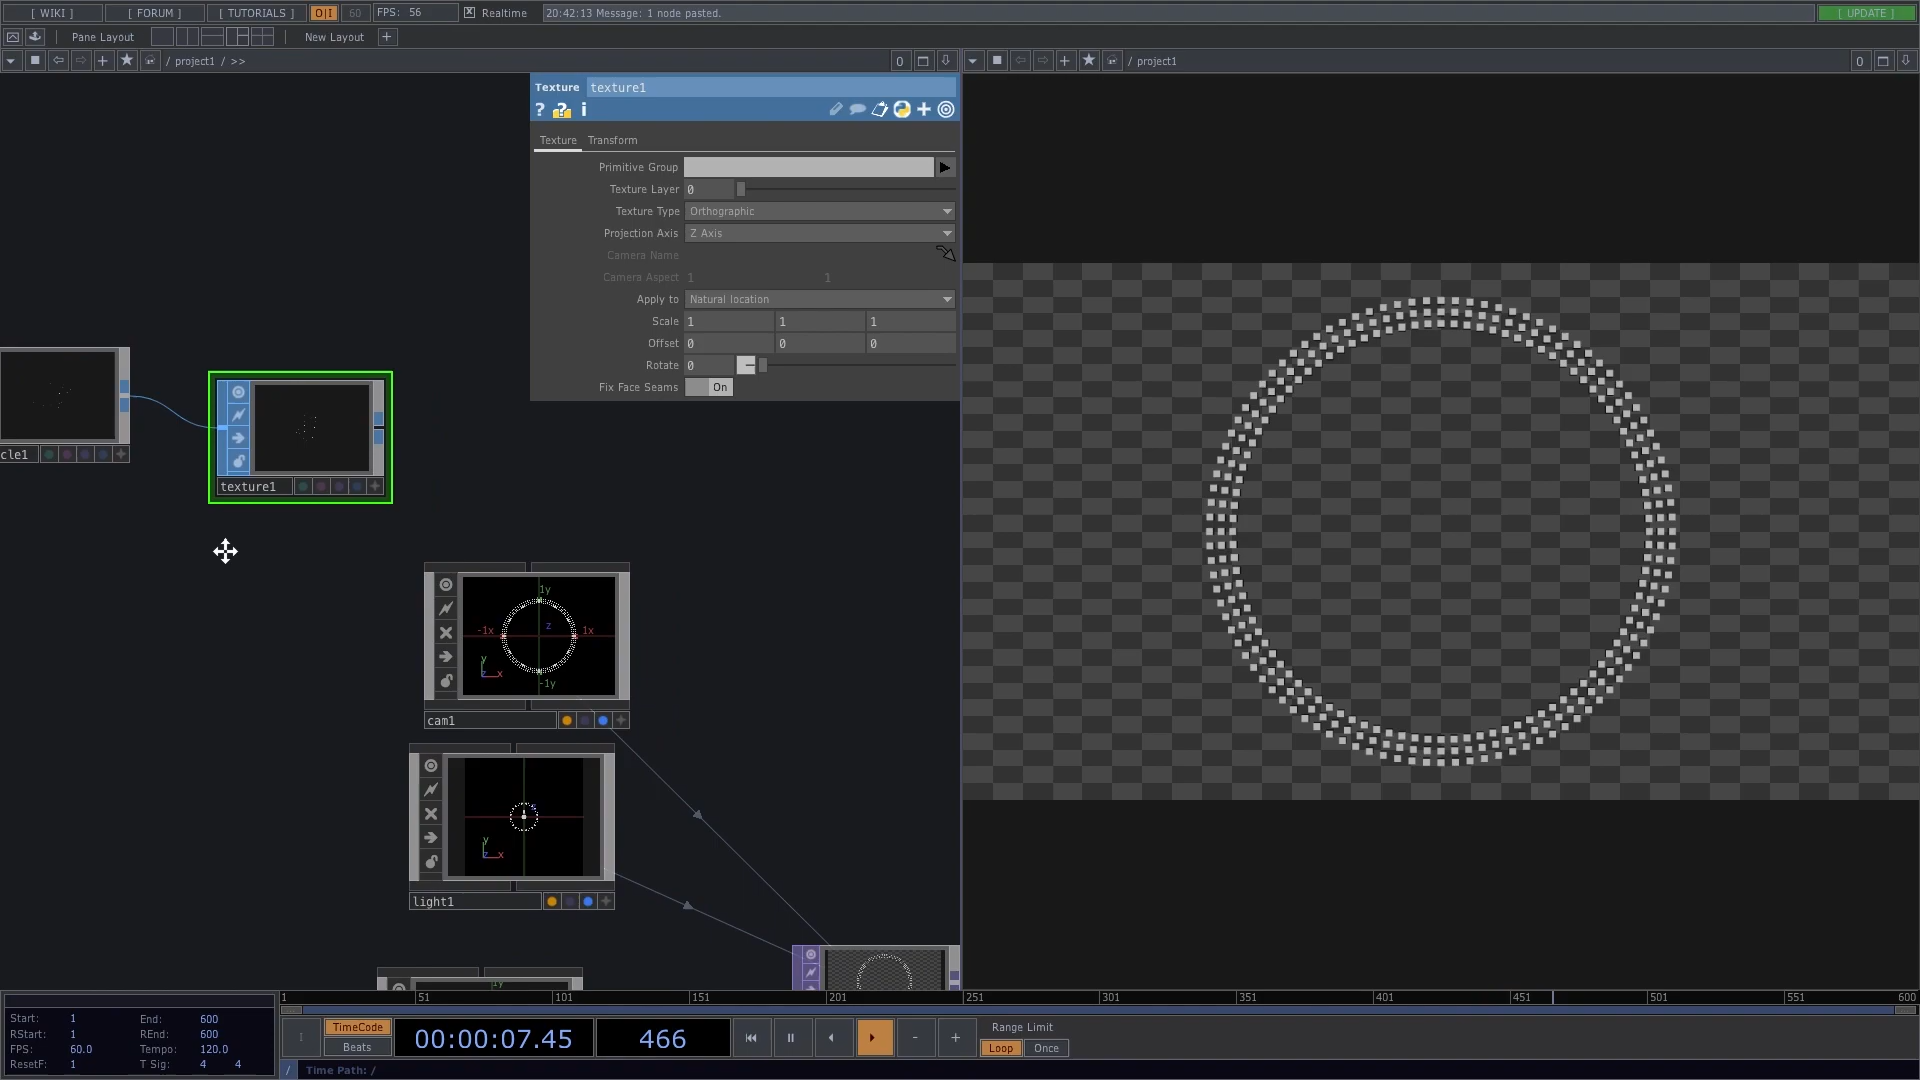 [ WIKI ] [ FORUM ] [ TUTORIALS ] O|I 60 FPS: 56 Realtime 20:42:13 Message: 1 node pasted. [ UPDATE ]
Pane Layout New Layout +
/ project1 / >> 0
/ project1 0
Texture texture1
? ? i
Texture Transform
Primitive Group
Texture Layer 0
Texture Type Orthographic
Projection Axis Z Axis
Camera Name
Camera Aspect 1 1
Apply to Natural location
Scale 1 1 1
Offset 0 0 0
Rotate 0
Fix Face Seams On
cle1
texture1
1y
-1x z 1x
y
z x
-1y
cam1
y
z x
light1
1y
1 51 101 151 201 251 301 351 401 451 501 551 600
Start: 1 End: 600
RStart: 1 REnd: 600
FPS: 60.0 Tempo: 120.0
ResetF: 1 T Sig: 4 4
TimeCode
Beats
00:00:07.45
466
- +
Range Limit
Loop Once
/ Time Path: /